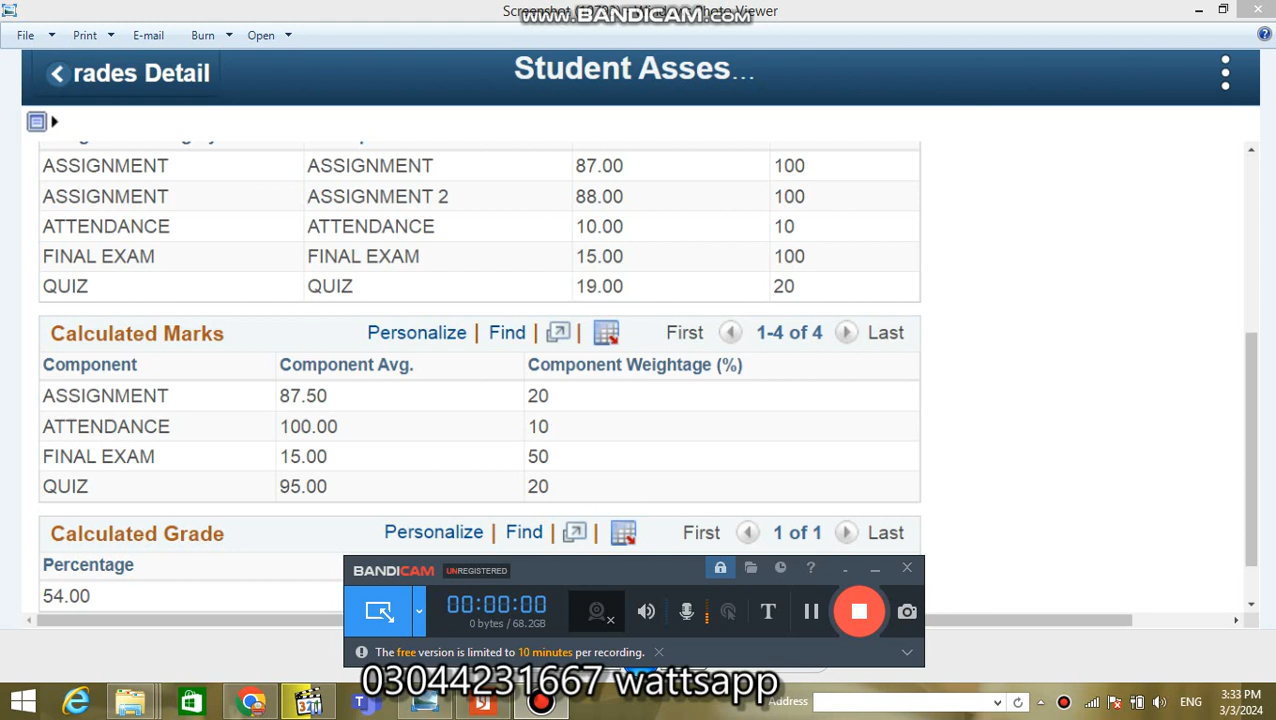 Screenshot
Photo Viewer
www.BANDICAM.com
File Print E-mail Burn Open
rades Detail
Student Asses...
ASSIGNMENT ASSIGNMENT 87.00 100
ASSIGNMENT ASSIGNMENT 2 88.00 100
ATTENDANCE ATTENDANCE 10.00 10
FINAL EXAM FINAL EXAM 15.00 100
QUIZ QUIZ 19.00 20
Calculated Marks Personalize | Find | | First 1-4 of 4 Last
Component Component Avg. Component Weightage (%)
ASSIGNMENT 87.50 20
ATTENDANCE 100.00 10
FINAL EXAM 15.00 50
QUIZ 95.00 20
Calculated Grade Personalize | Find | | First 1 of 1 Last
Percentage
54.00
BANDICAM UNREGISTERED
00:00:00
0 bytes / 68.2GB
The free version is limited to 10 minutes per recording.
03044231667 wattsapp
Address
ENG
3:33 PM
3/3/2024